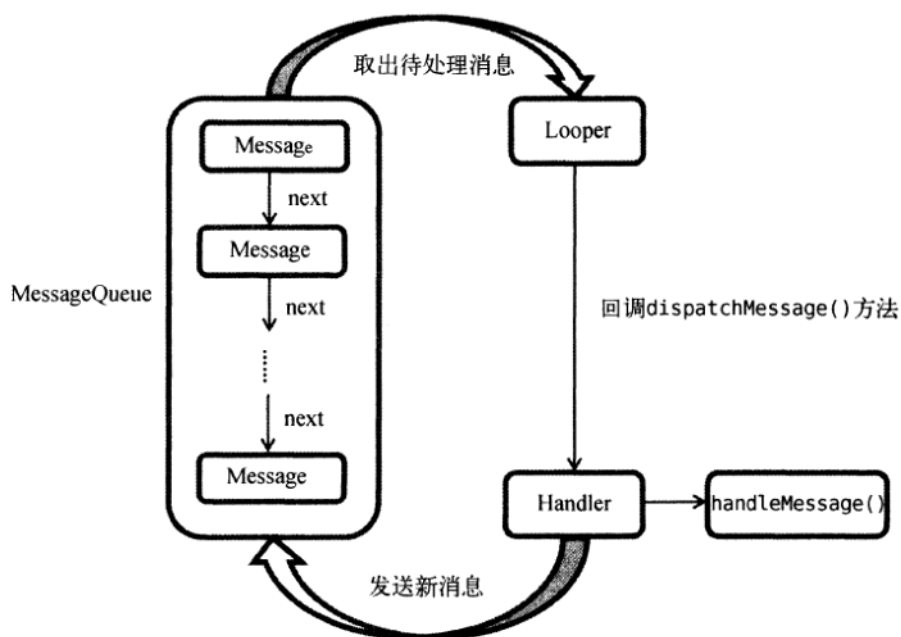 取出待处理消息
Message
Looper
next
Message
MessageQueue
next
回调dispatchMessage()方法
next
Message
Handler
handleMessage()
发送新消息